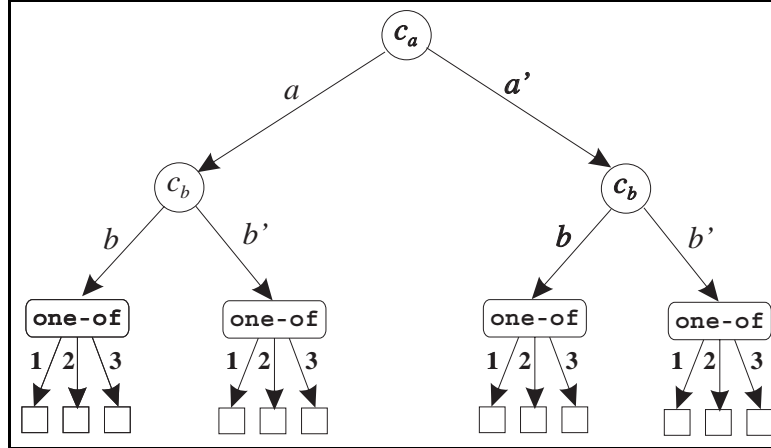 c_a
a a'
c_b c_b
b b' b b'
one-of one-of one-of one-of
1 2 3 1 2 3 1 2 3 1 2 3